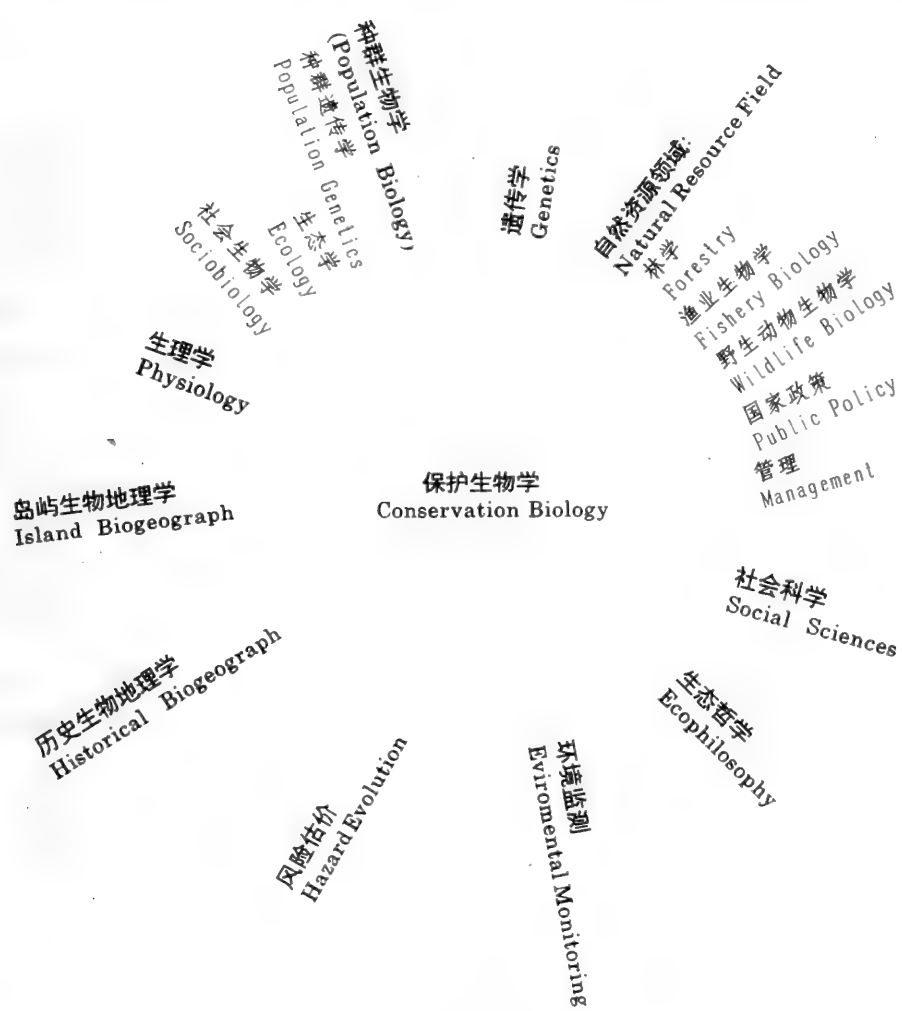 种群生物学
(Population Biology)
种群遗传学
Population Genetics
生态学
Ecology
社会生物学
Sociobiology
遗传学
Genetics
自然资源领域:
Natural Resource Field
林学
Forestry
渔业生物学
Fishery Biology
野生动物生物学
Wildlife Biology
国家政策
Public Policy
管理
Management
生理学
Physiology
岛屿生物地理学
Island Biogeograph
保护生物学
Conservation Biology
社会科学
Social Sciences
生态哲学
Ecophilosophy
历史生物地理学
Historical Biogeograph
风险估价
Hazard Evolution
环境监测
Eviromental Monitoring